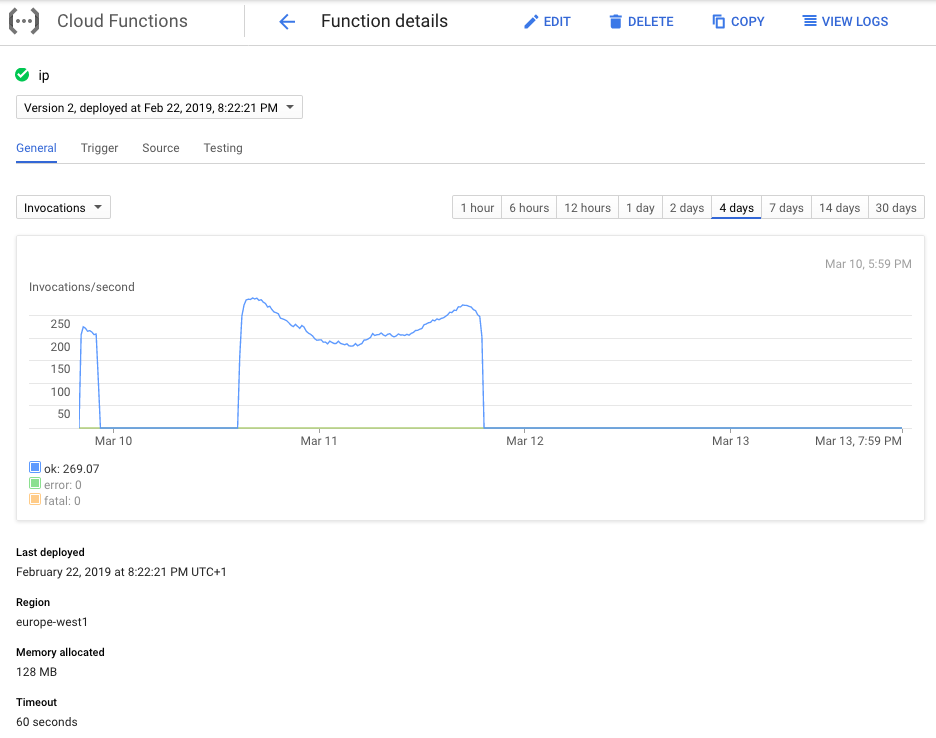 Cloud Functions
Function details
EDIT
DELETE
COPY
VIEW LOGS
ip
Version 2, deployed at Feb 22, 2019, 8:22:21 PM
General
Trigger
Source
Testing
Invocations
1 hour
6 hours
12 hours
1 day
2 days
4 days
7 days
14 days
30 days
Mar 10, 5:59 PM
Invocations/second
250
200
150
100
50
Mar 10
Mar 11
Mar 12
Mar 13
Mar 13, 7:59 PM
ok: 269.07
error: 0
fatal: 0
Last deployed
February 22, 2019 at 8:22:21 PM UTC+1
Region
europe-west1
Memory allocated
128 MB
Timeout
60 seconds